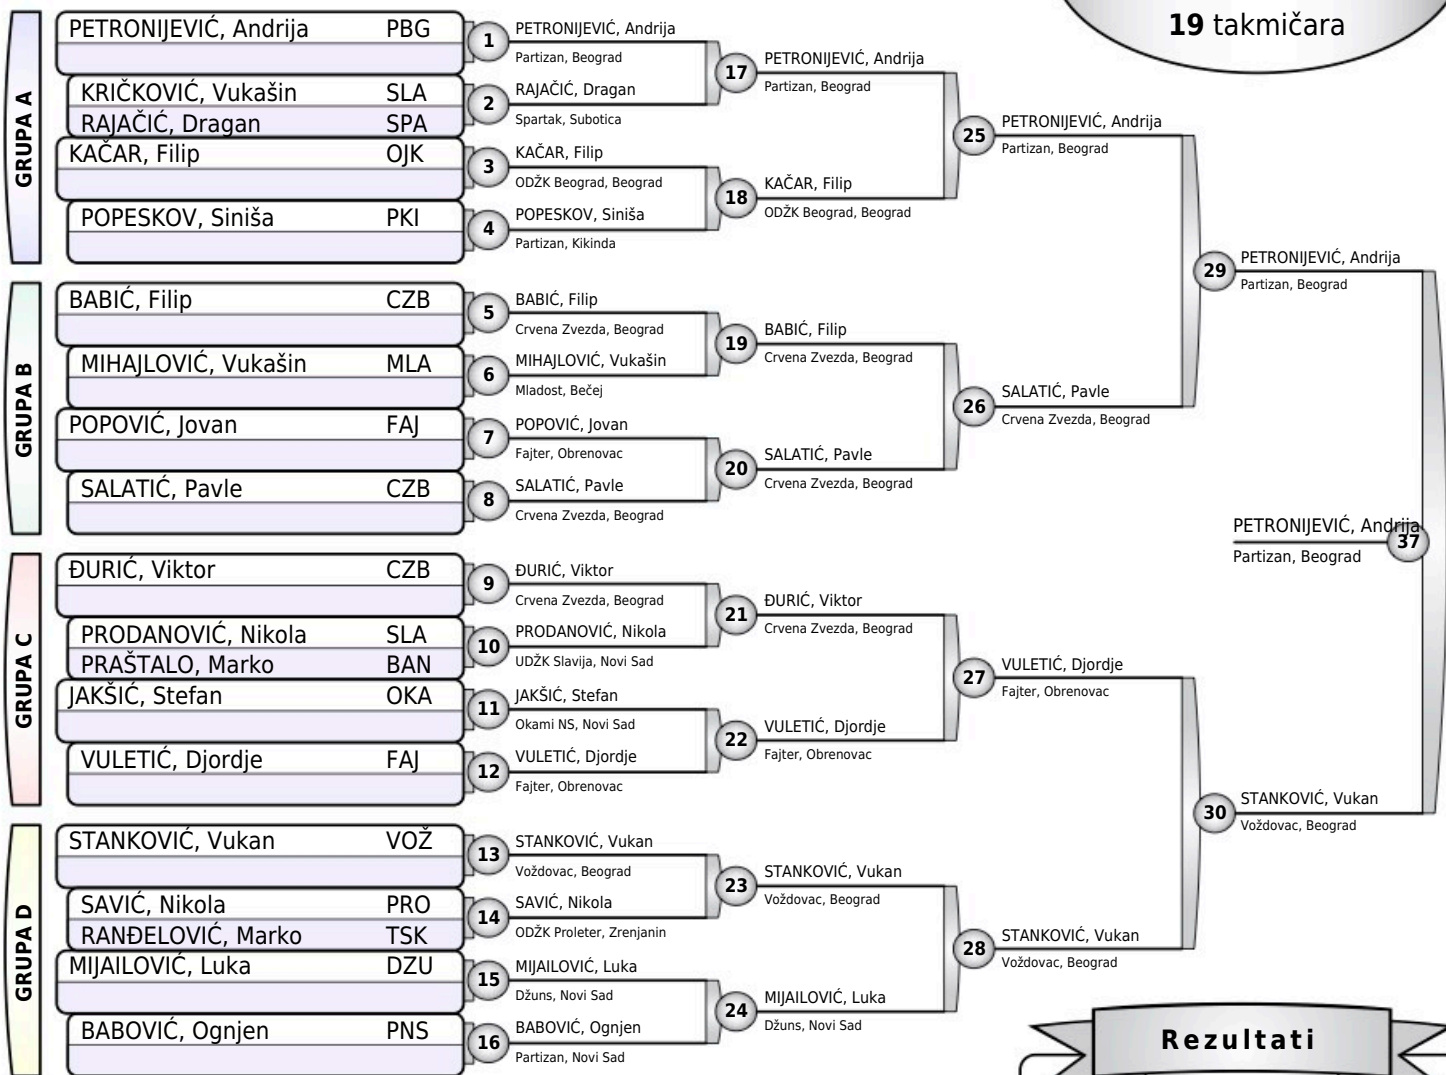 19 takmičara
GRUPA A
PETRONIJEVIĆ, Andrija PBG
KRIČKOVIĆ, Vukašin SLA
RAJAČIĆ, Dragan SPA
KAČAR, Filip OJK
POPESKOV, Siniša PKI
GRUPA B
BABIĆ, Filip CZB
MIHAJLOVIĆ, Vukašin MLA
POPOVIĆ, Jovan FAJ
SALATIĆ, Pavle CZB
GRUPA C
ĐURIĆ, Viktor CZB
PRODANOVIĆ, Nikola SLA
PRAŠTALO, Marko BAN
JAKŠIĆ, Stefan OKA
VULETIĆ, Djordje FAJ
GRUPA D
STANKOVIĆ, Vukan VOŽ
SAVIĆ, Nikola PRO
RANĐELOVIĆ, Marko TSK
MIJAILOVIĆ, Luka DZU
BABOVIĆ, Ognjen PNS
1 PETRONIJEVIĆ, Andrija
Partizan, Beograd
2 RAJAČIĆ, Dragan
Spartak, Subotica
3 KAČAR, Filip
ODŽK Beograd, Beograd
4 POPESKOV, Siniša
Partizan, Kikinda
5 BABIĆ, Filip
Crvena Zvezda, Beograd
6 MIHAJLOVIĆ, Vukašin
Mladost, Bečej
7 POPOVIĆ, Jovan
Fajter, Obrenovac
8 SALATIĆ, Pavle
Crvena Zvezda, Beograd
9 ĐURIĆ, Viktor
Crvena Zvezda, Beograd
10 PRODANOVIĆ, Nikola
UDŽK Slavija, Novi Sad
11 JAKŠIĆ, Stefan
Okami NS, Novi Sad
12 VULETIĆ, Djordje
Fajter, Obrenovac
13 STANKOVIĆ, Vukan
Voždovac, Beograd
14 SAVIĆ, Nikola
ODŽK Proleter, Zrenjanin
15 MIJAILOVIĆ, Luka
Džuns, Novi Sad
16 BABOVIĆ, Ognjen
Partizan, Novi Sad
17 PETRONIJEVIĆ, Andrija
Partizan, Beograd
18 KAČAR, Filip
ODŽK Beograd, Beograd
19 BABIĆ, Filip
Crvena Zvezda, Beograd
20 SALATIĆ, Pavle
Crvena Zvezda, Beograd
21 ĐURIĆ, Viktor
Crvena Zvezda, Beograd
22 VULETIĆ, Djordje
Fajter, Obrenovac
23 STANKOVIĆ, Vukan
Voždovac, Beograd
24 MIJAILOVIĆ, Luka
Džuns, Novi Sad
25 PETRONIJEVIĆ, Andrija
Partizan, Beograd
26 SALATIĆ, Pavle
Crvena Zvezda, Beograd
27 VULETIĆ, Djordje
Fajter, Obrenovac
28 STANKOVIĆ, Vukan
Voždovac, Beograd
29 PETRONIJEVIĆ, Andrija
Partizan, Beograd
30 STANKOVIĆ, Vukan
Voždovac, Beograd
PETRONIJEVIĆ, Andrija
37
Partizan, Beograd
Rezultati